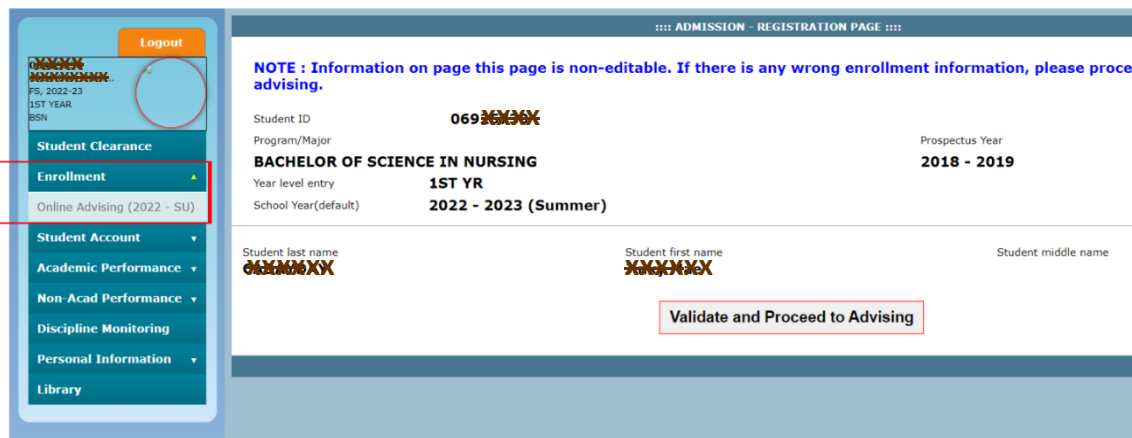 Logout
FS, 2022-23
1ST YEAR
BSN
Student Clearance
Enrollment
Online Advising (2022 - SU)
Student Account
Academic Performance
Non-Acad Performance
Discipline Monitoring
Personal Information
Library
:::: ADMISSION - REGISTRATION PAGE ::::
NOTE : Information on page this page is non-editable. If there is any wrong enrollment information, please proce
advising.
Student ID
Program/Major
Prospectus Year
BACHELOR OF SCIENCE IN NURSING
2018 - 2019
Year level entry 1ST YR
School Year(default) 2022 - 2023 (Summer)
Student last name
Student first name
Student middle name
Validate and Proceed to Advising